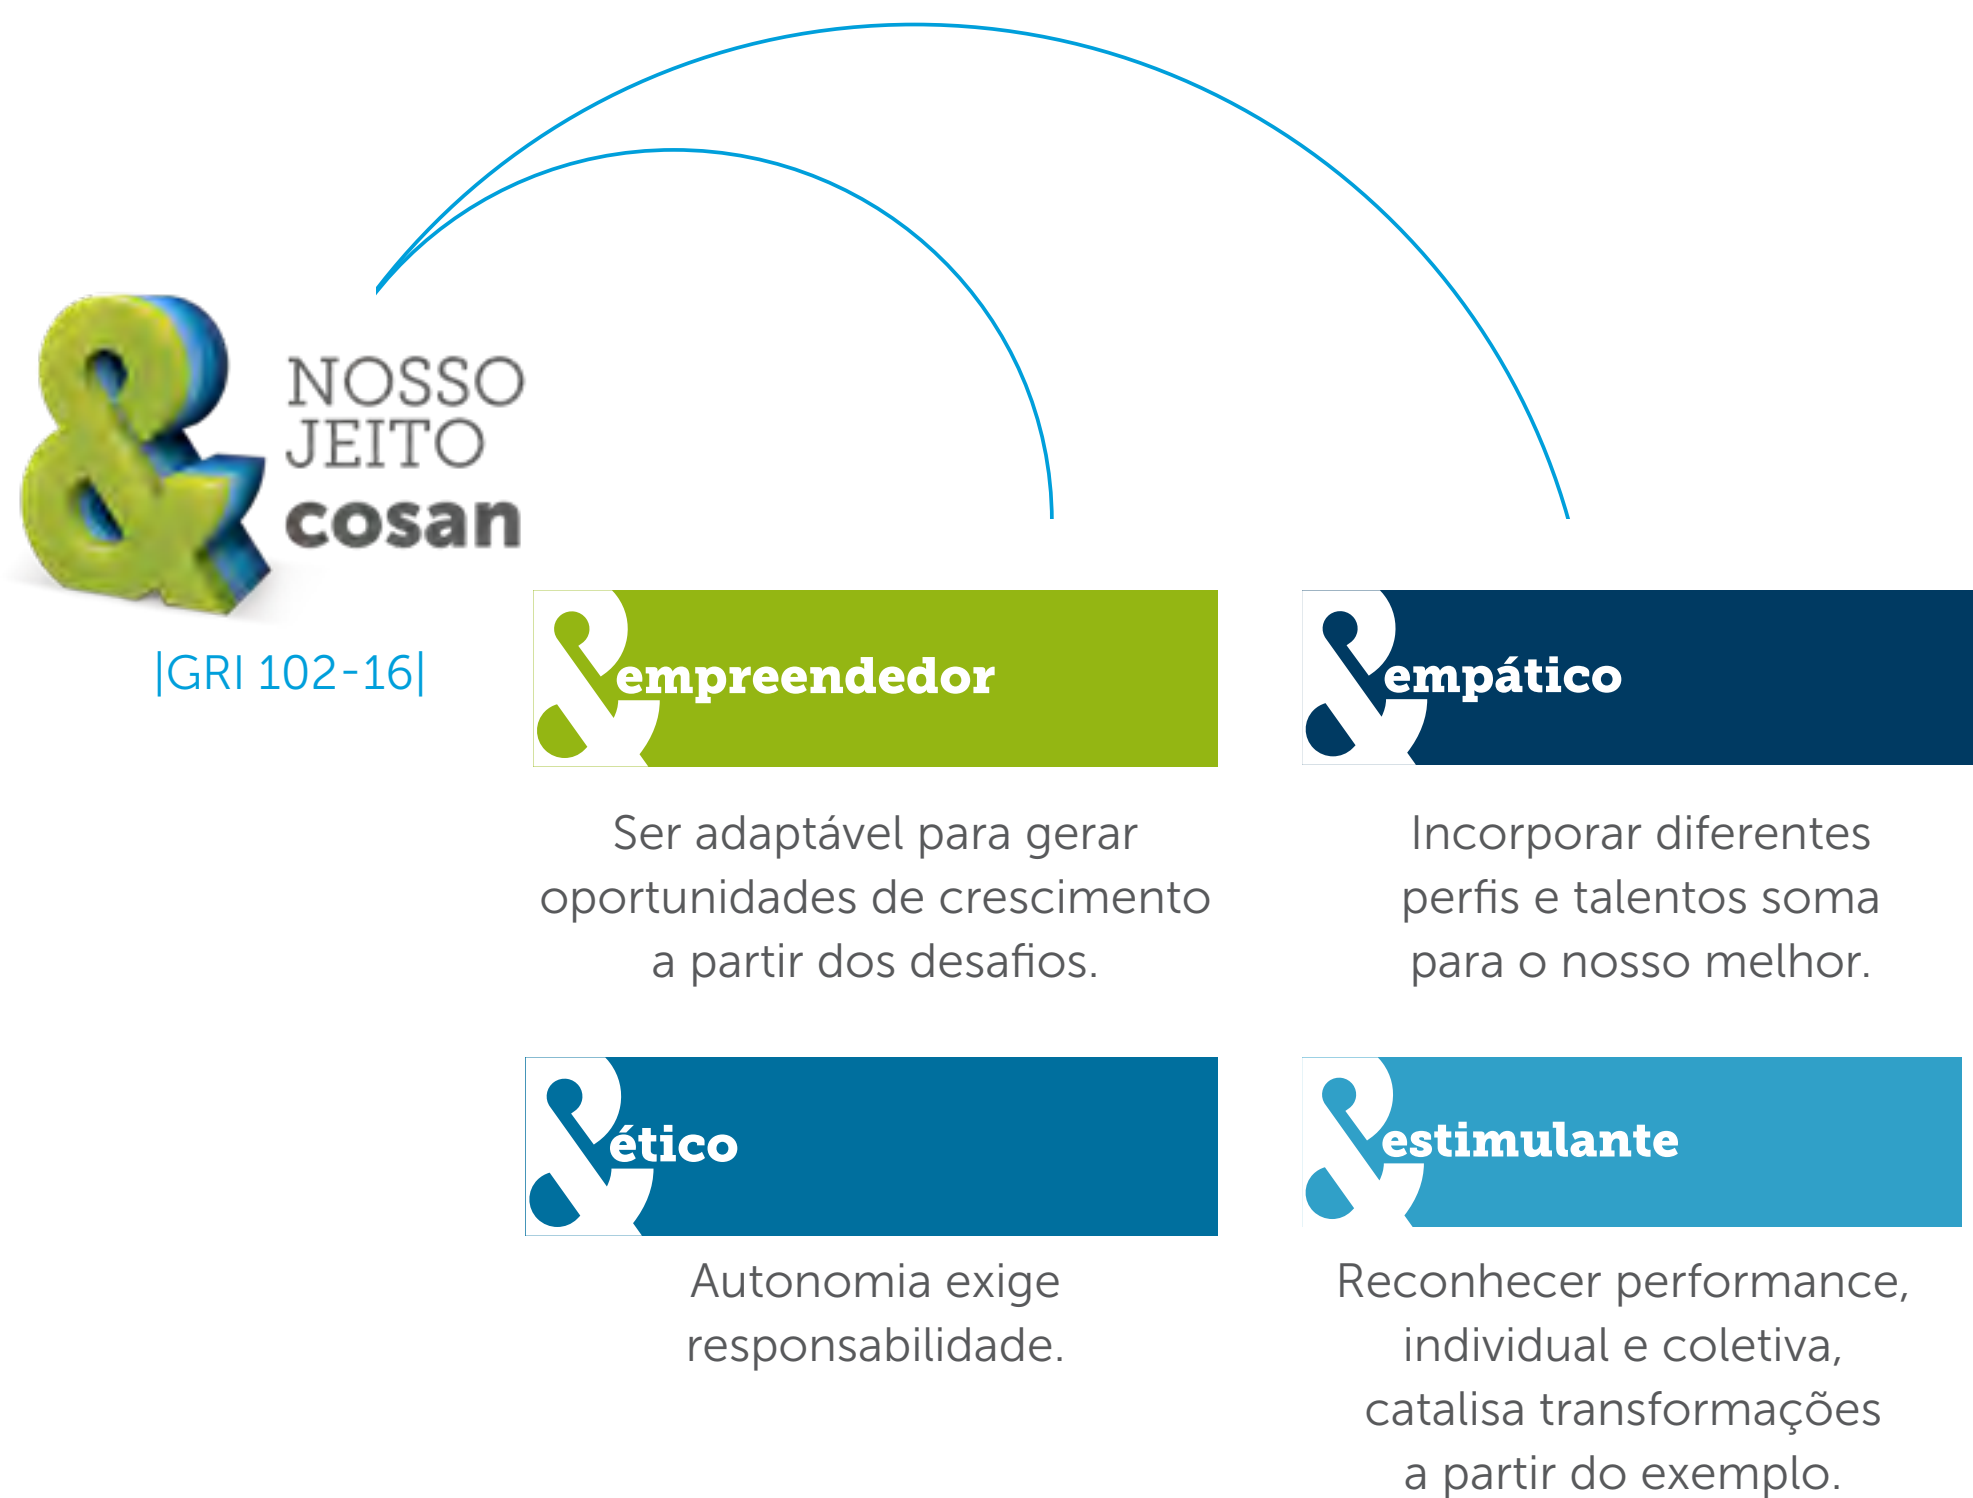 &
NOSSO
JEITO
cosan
|GRI 102-16|
& empreendedor
Ser adaptável para gerar
oportunidades de crescimento
a partir dos desafios.
& empático
Incorporar diferentes
perfis e talentos soma
para o nosso melhor.
& ético
Autonomia exige
responsabilidade.
& estimulante
Reconhecer performance,
individual e coletiva,
catalisa transformações
a partir do exemplo.